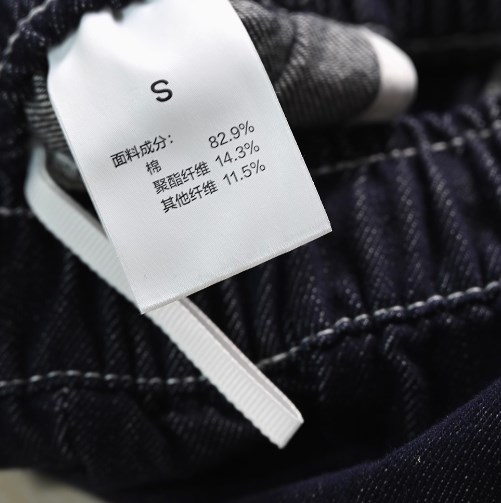 S
面料成分:
棉 82.9%
聚酯纤维 14.3%
其他纤维 11.5%